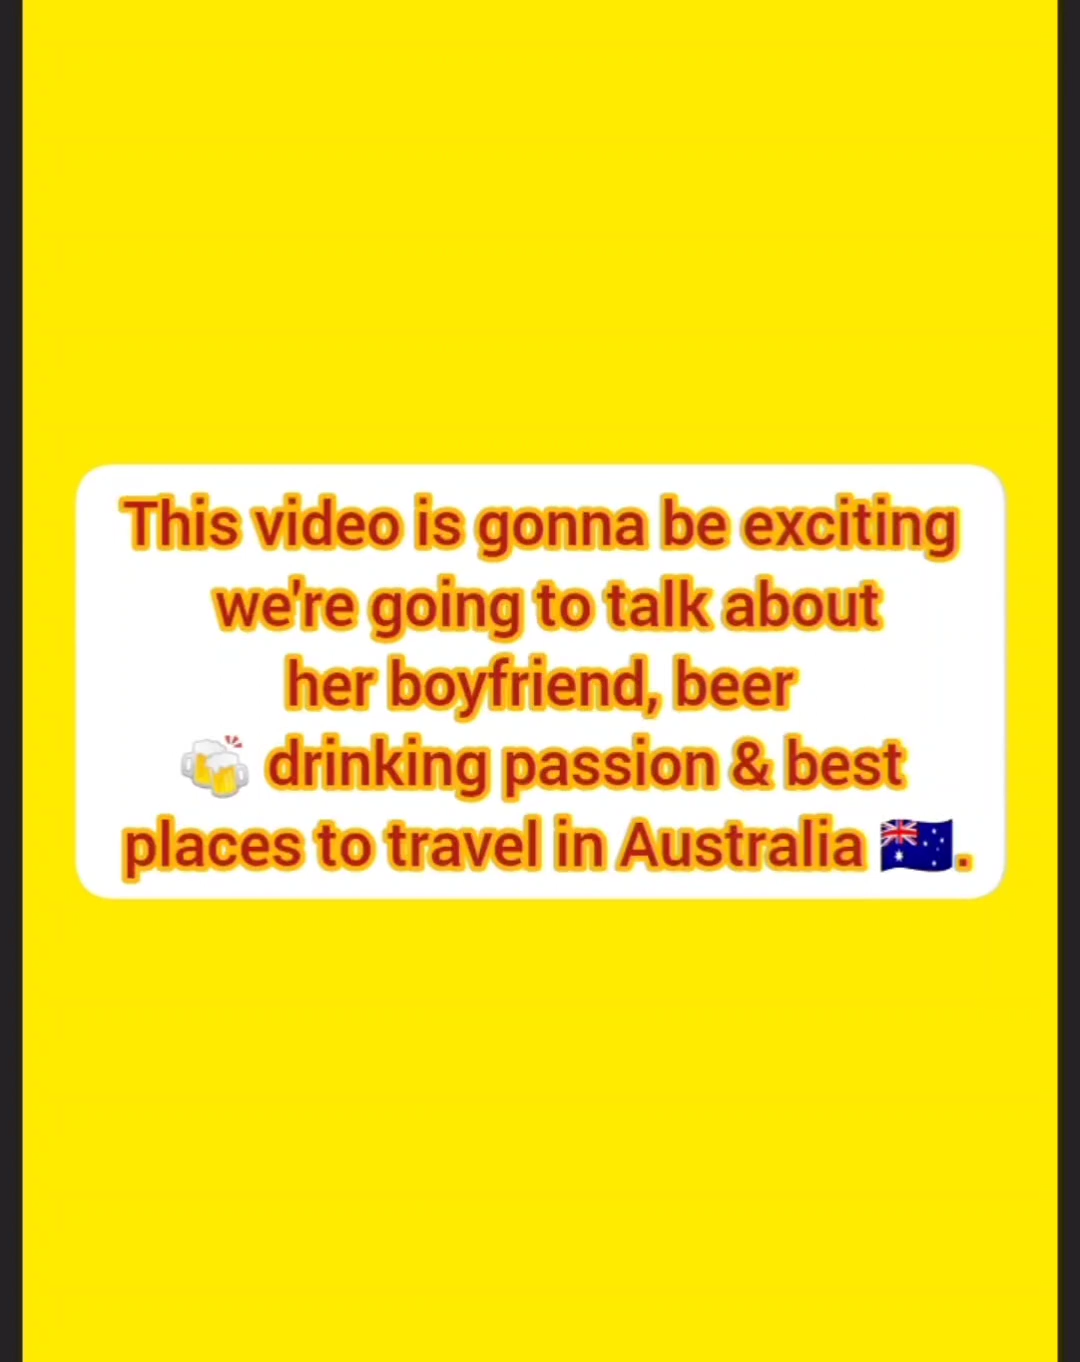 This video is gonna be exciting
we're going to talk about
her boyfriend, beer
🍻 drinking passion & best
places to travel in Australia 🇦🇺.